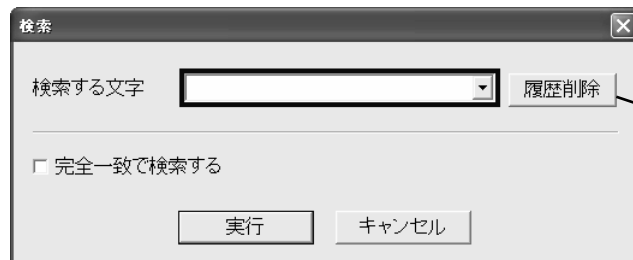 検索
検索する文字 履歴削除
完全一致で検索する
実行 キャンセル